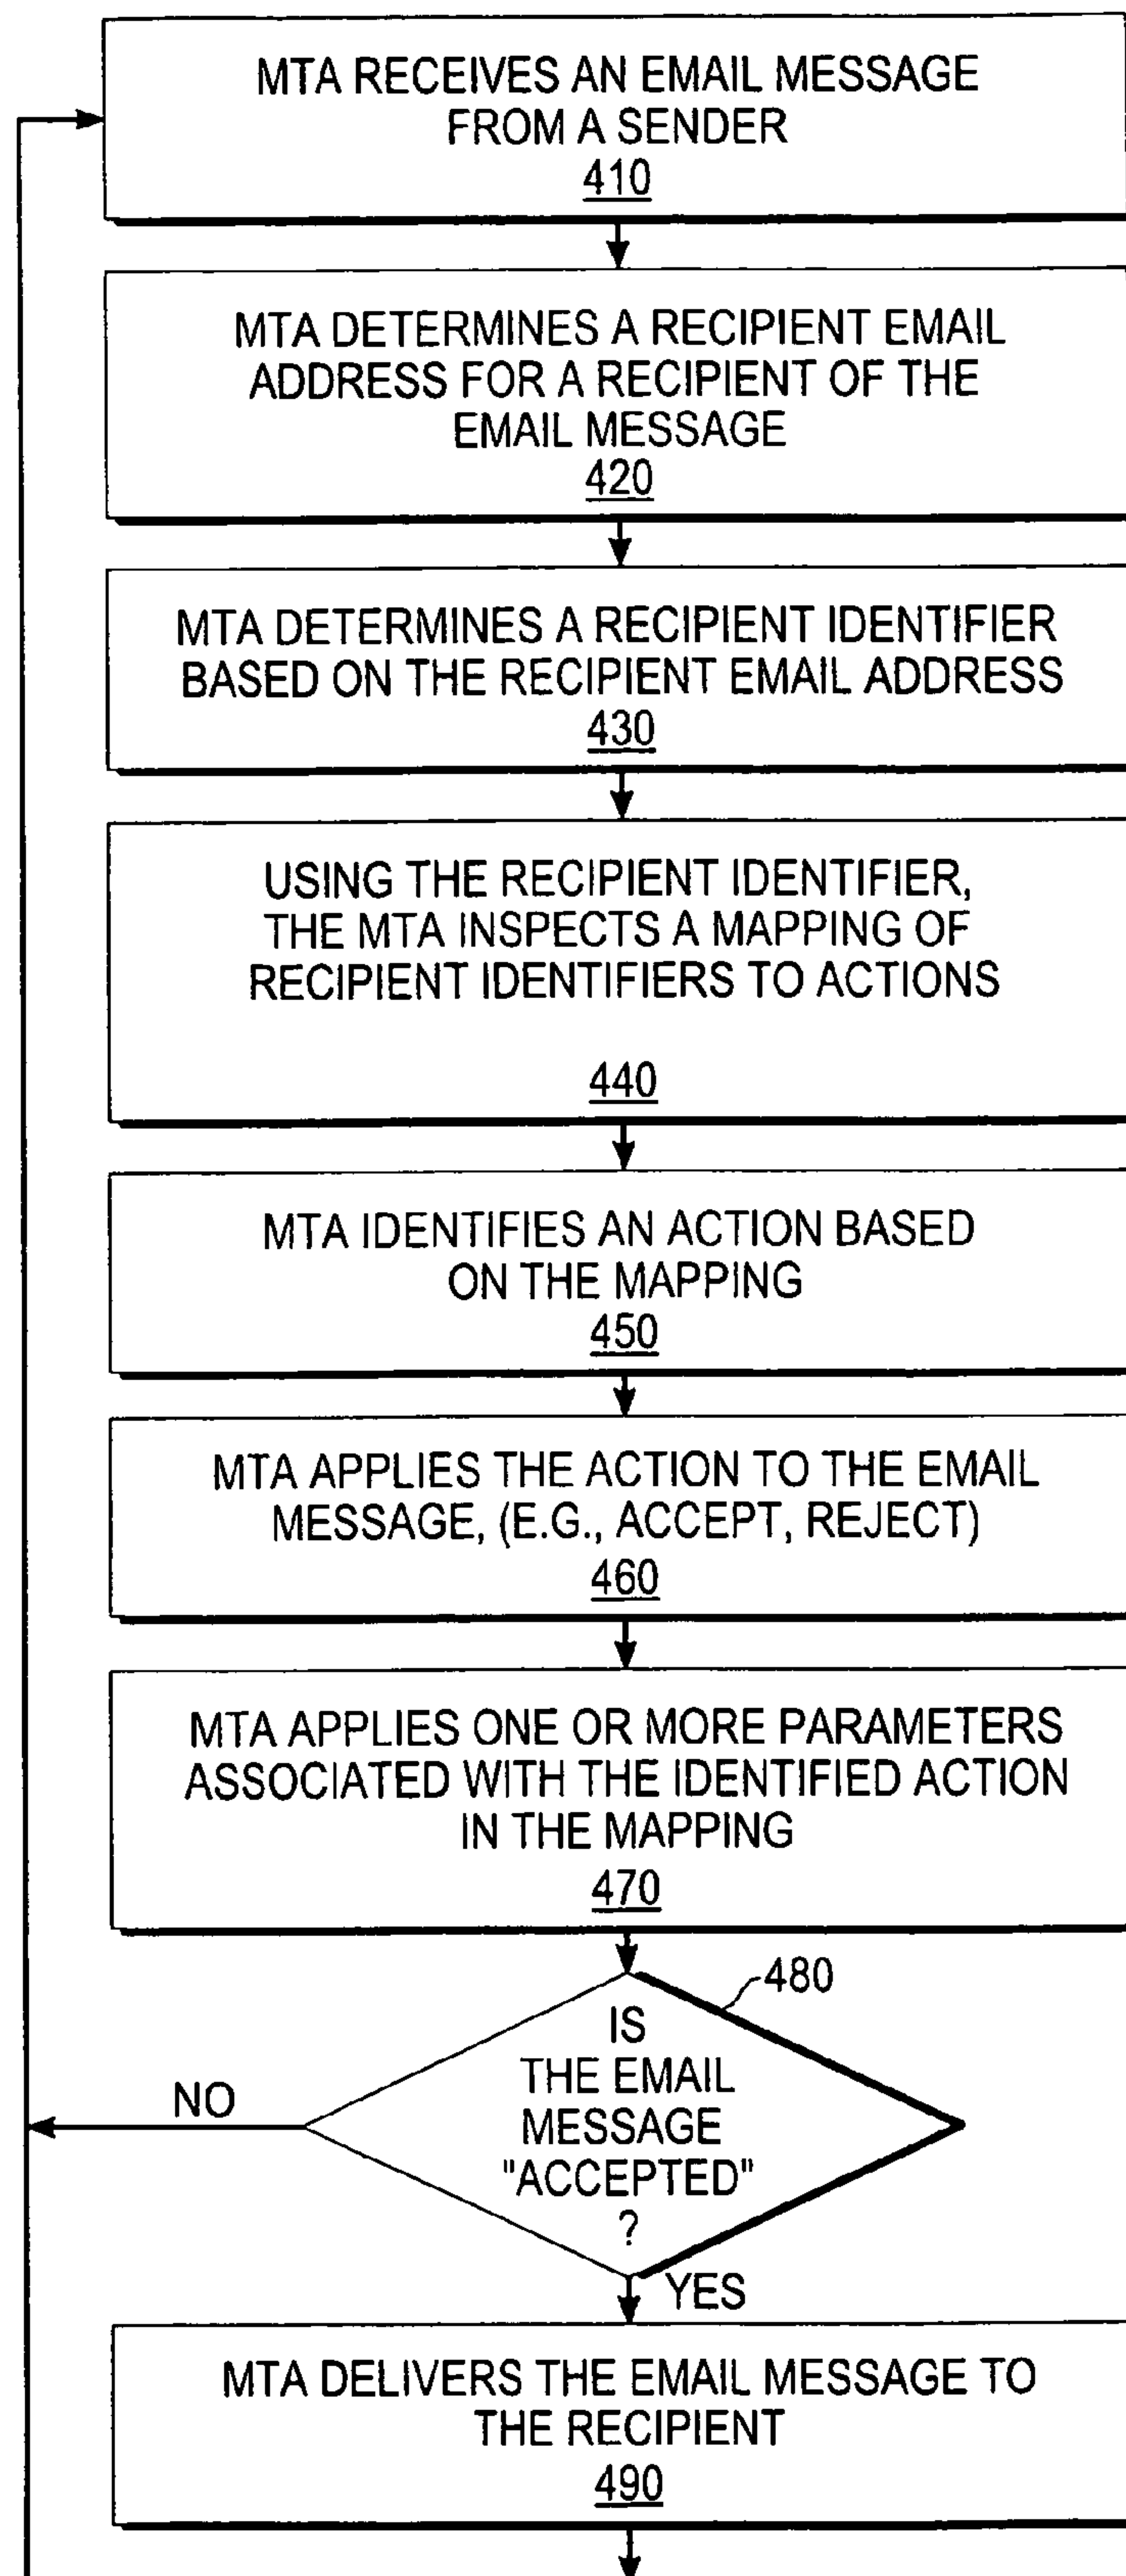 MTA RECEIVES AN EMAIL MESSAGE
FROM A SENDER
410
MTA DETERMINES A RECIPIENT EMAIL
ADDRESS FOR A RECIPIENT OF THE
EMAIL MESSAGE
420
MTA DETERMINES A RECIPIENT IDENTIFIER
BASED ON THE RECIPIENT EMAIL ADDRESS
430
USING THE RECIPIENT IDENTIFIER,
THE MTA INSPECTS A MAPPING OF
RECIPIENT IDENTIFIERS TO ACTIONS
440
MTA IDENTIFIES AN ACTION BASED
ON THE MAPPING
450
MTA APPLIES THE ACTION TO THE EMAIL
MESSAGE, (E.G., ACCEPT, REJECT)
460
MTA APPLIES ONE OR MORE PARAMETERS
ASSOCIATED WITH THE IDENTIFIED ACTION
IN THE MAPPING
470
480
IS
THE EMAIL
MESSAGE
"ACCEPTED"
?
NO
YES
MTA DELIVERS THE EMAIL MESSAGE TO
THE RECIPIENT
490